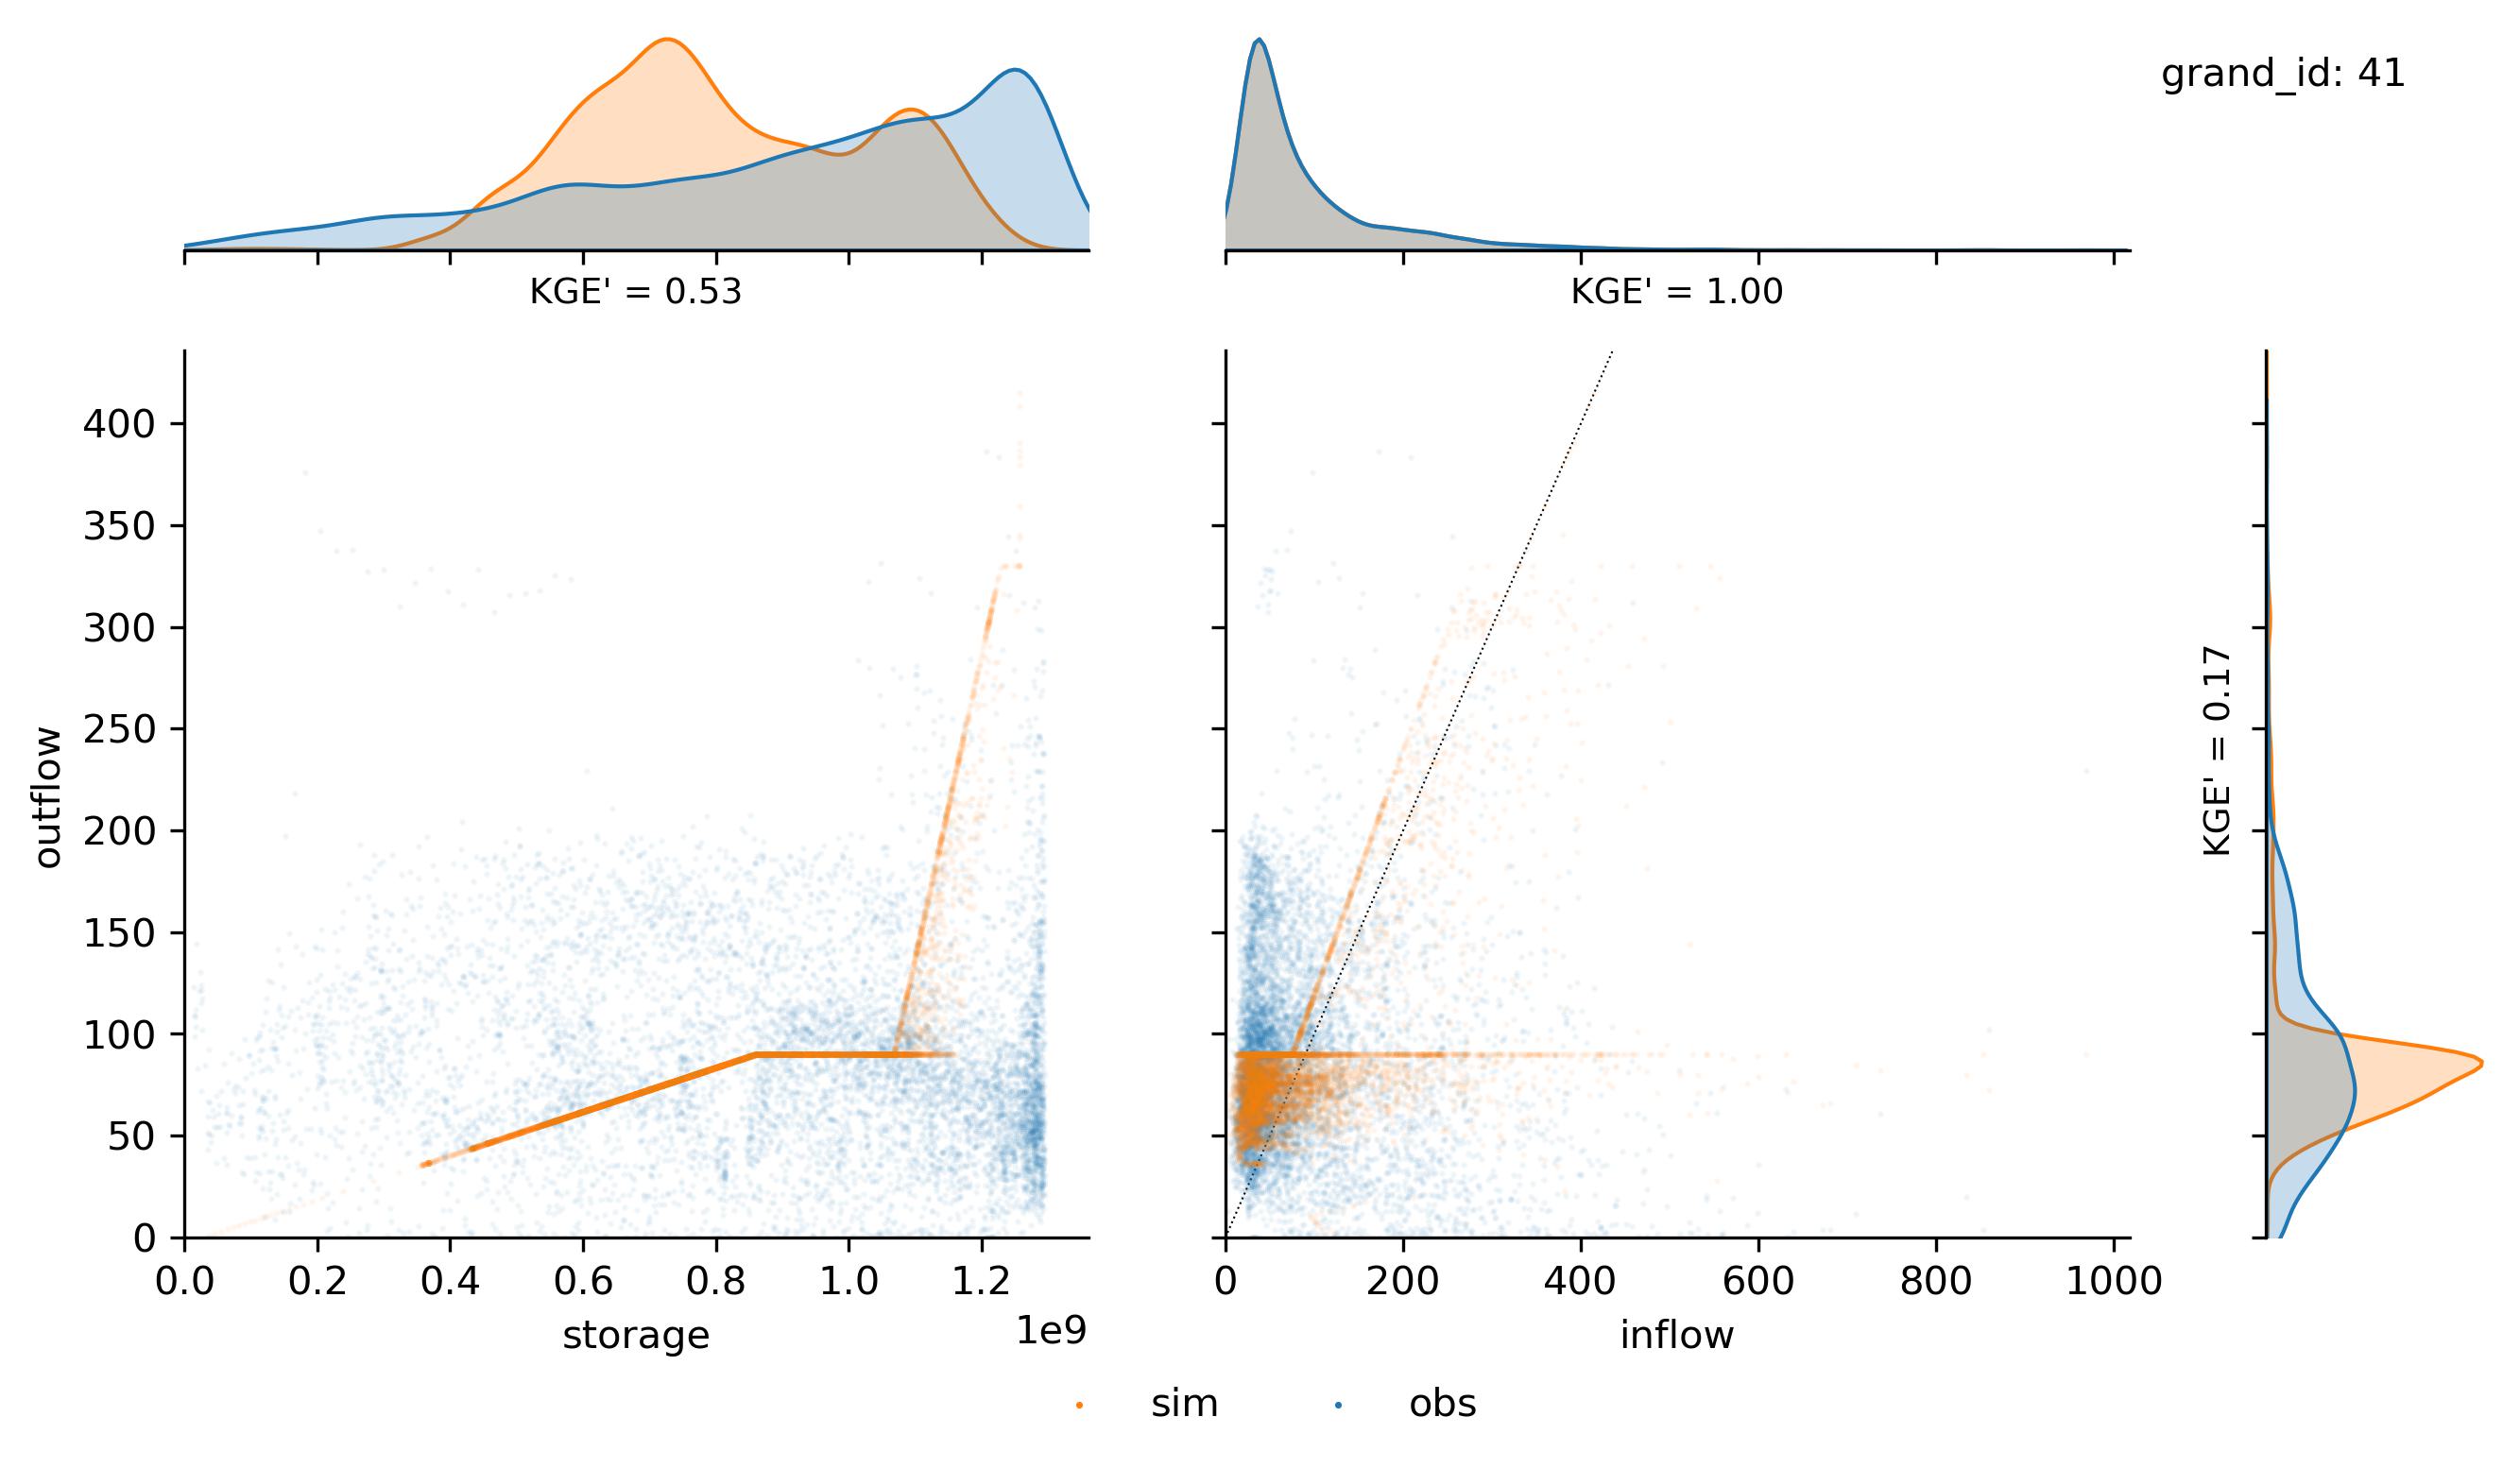 grand_id: 41
KGE' = 0.53
KGE' = 1.00
outflow
400
350
300
250
200
150
100
50
0
KGE' = 0.17
0.0 0.2 0.4 0.6 0.8 1.0 1.2
0 200 400 600 800 1000
storage
1e9
inflow
sim obs